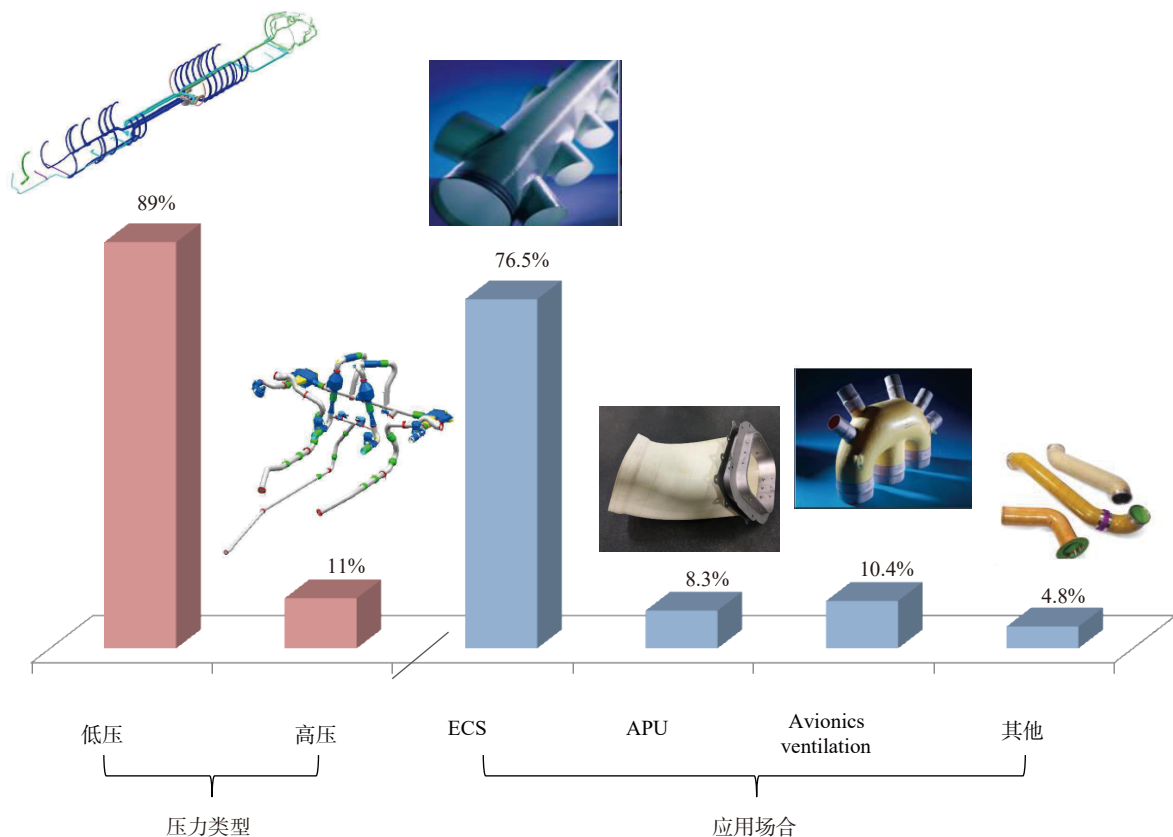 89%
76.5%
11%
8.3%
10.4%
4.8%
低压
高压
ECS
APU
Avionics
ventilation
其他
压力类型
应用场合